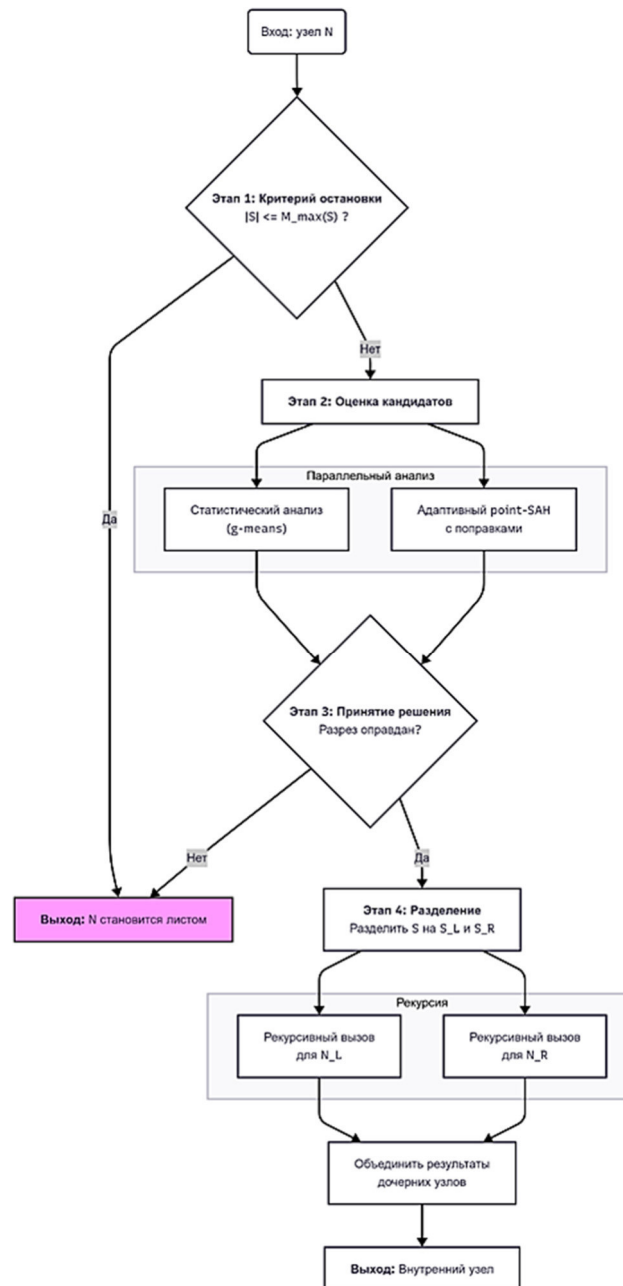 Вход: узел N
Этап 1: Критерий остановки
|S| <= M_max(S) ?
Нет
Этап 2: Оценка кандидатов
Параллельный анализ
Статистический анализ
(g-means)
Адаптивный point-SAH
с поправками
Да
Этап 3: Принятие решения
Разрез оправдан?
Нет
Да
Выход: N становится листом
Этап 4: Разделение
Разделить S на S_L и S_R
Рекурсия
Рекурсивный вызов
для N_L
Рекурсивный вызов
для N_R
Объединить результаты
дочерних узлов
Выход: Внутренний узел